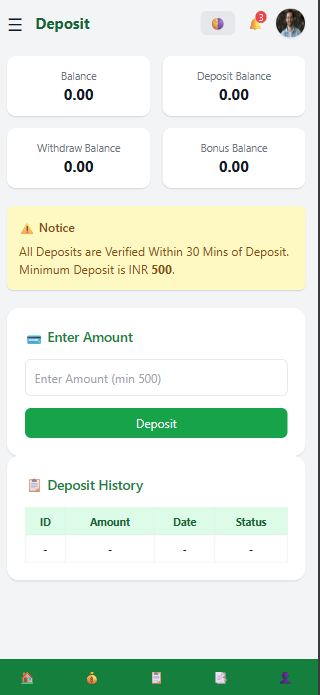 Deposit
3
Balance
0.00
Deposit Balance
0.00
Withdraw Balance
0.00
Bonus Balance
0.00
Notice
All Deposits are Verified Within 30 Mins of Deposit.
Minimum Deposit is INR 500.
Enter Amount
Enter Amount (min 500)
Deposit
Deposit History
ID Amount Date Status
- - - -